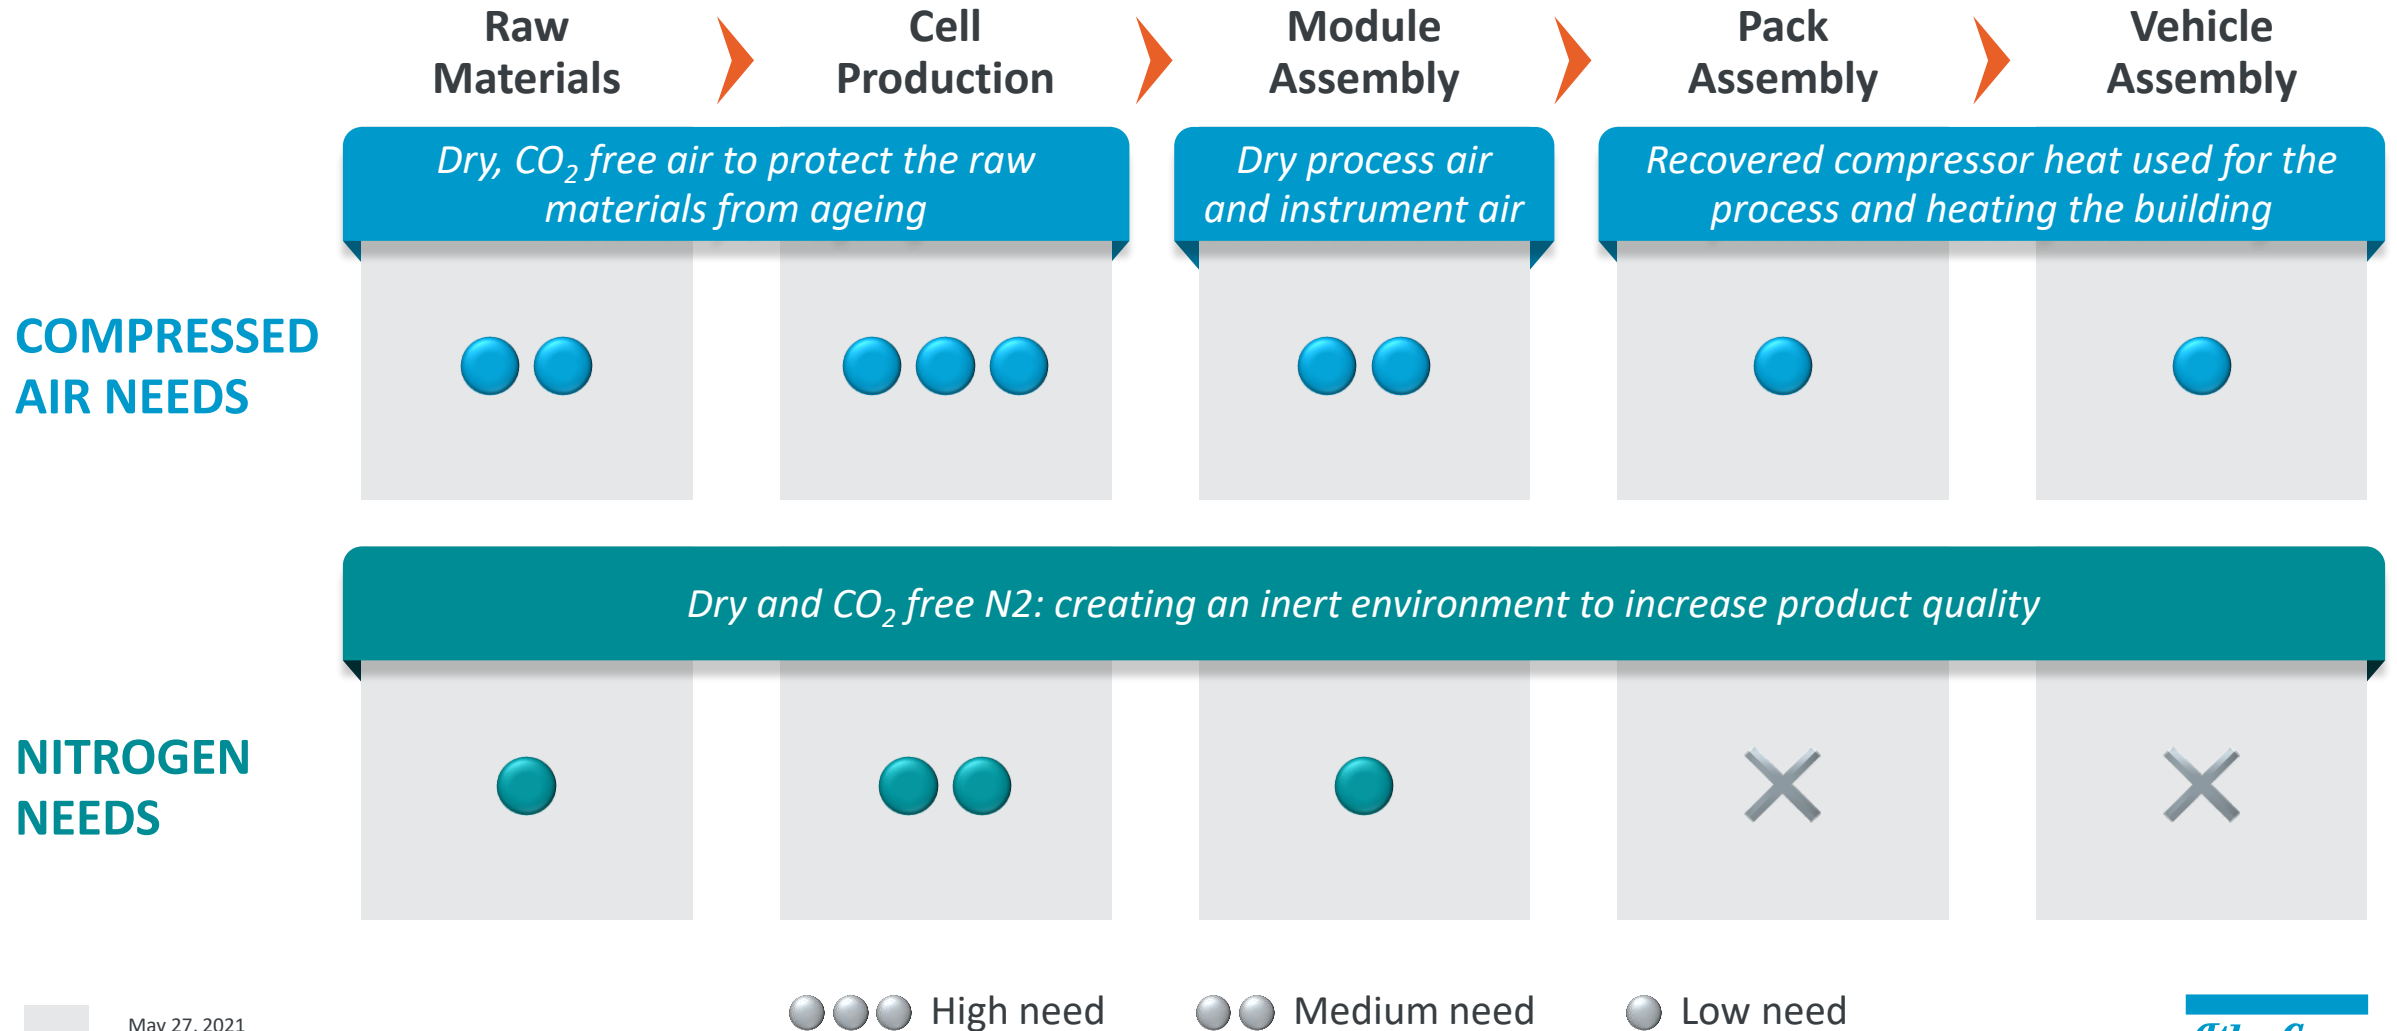 Raw
Materials
Cell
Production
Module
Assembly
Pack
Assembly
Vehicle
Assembly
Dry, CO₂ free air to protect the raw
materials from ageing
Dry process air
and instrument air
Recovered compressor heat used for the
process and heating the building
COMPRESSED
AIR NEEDS
Dry and CO₂ free N2: creating an inert environment to increase product quality
NITROGEN
NEEDS
High need
Medium need
Low need
May 27, 2021